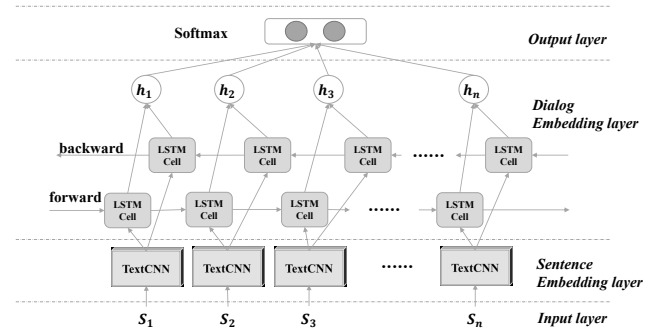 Softmax
Output layer
h1 h2 h3 hn
Dialog
Embedding layer
backward
LSTM Cell LSTM Cell LSTM Cell ...... LSTM Cell
forward
LSTM Cell LSTM Cell LSTM Cell ...... LSTM Cell
TextCNN TextCNN TextCNN ...... TextCNN
Sentence
Embedding layer
S1 S2 S3 Sn
Input layer